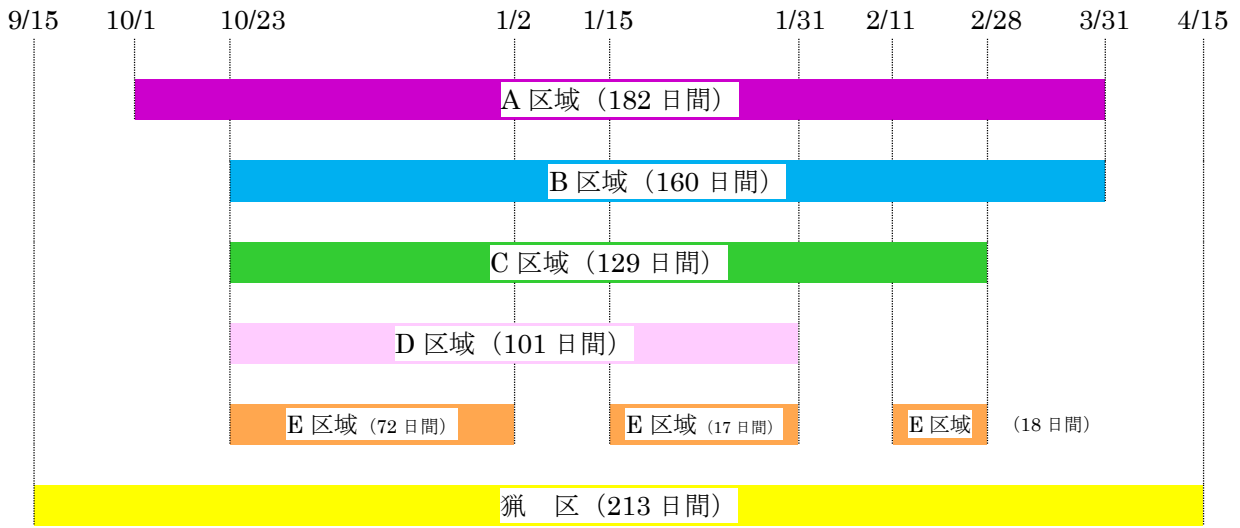 9/15 10/1 10/23 1/2 1/15 1/31 2/11 2/28 3/31 4/15
A 区域（182 日間）
B 区域（160 日間）
C 区域（129 日間）
D 区域（101 日間）
E 区域（72 日間） E 区域（17 日間） E 区域 （18 日間）
猟　区（213 日間）